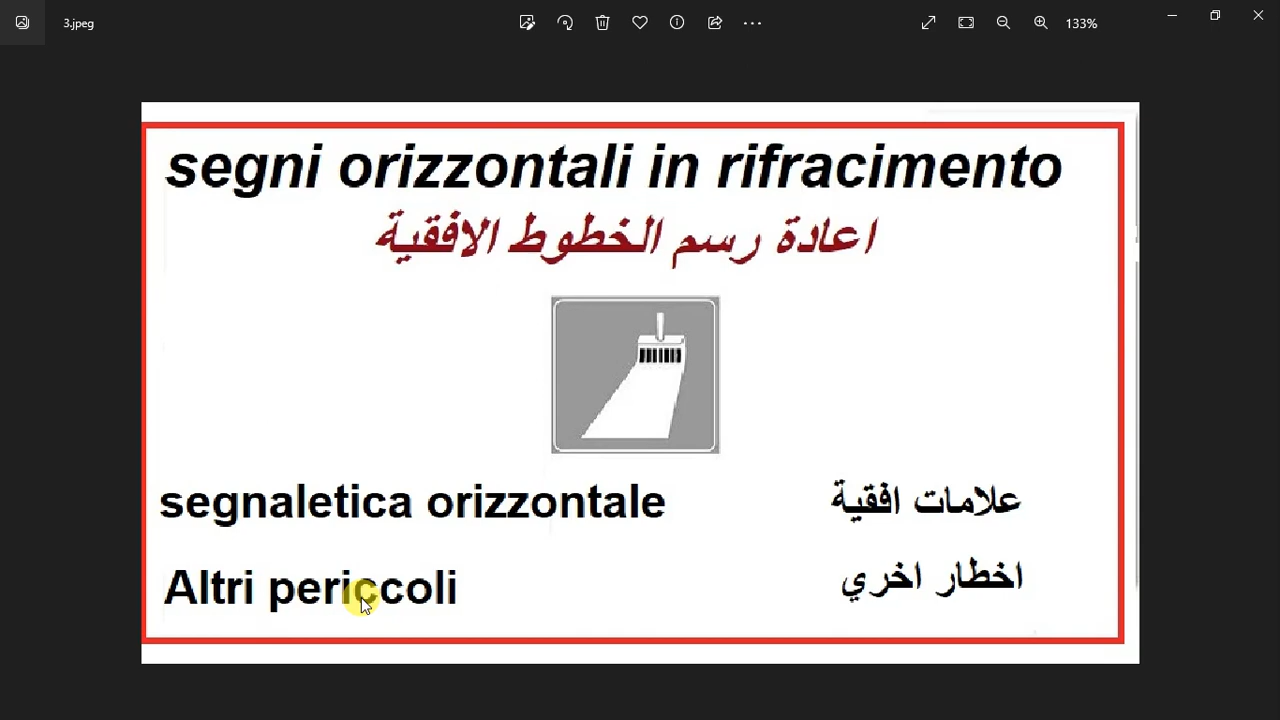 3.jpeg
133%
segni orizzontali in rifracimento
اعادة رسم الخطوط الافقية
segnaletica orizzontale
علامات افقية
Altri periccoli
اخطار اخري